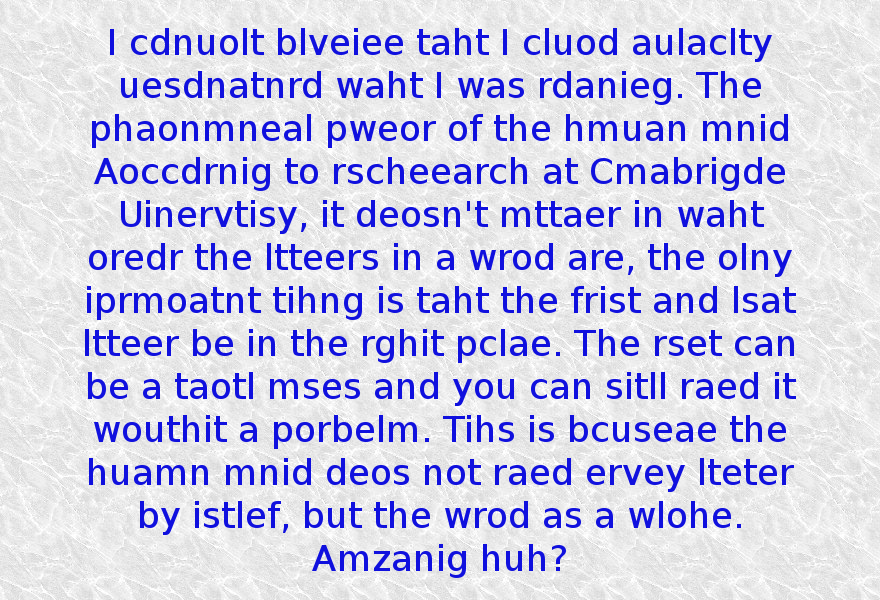 I cdnuolt blveiee taht I cluod aulaclty
uesdnatnrd waht I was rdanieg. The
phaonmneal pweor of the hmuan mnid
Aoccdrnig to rscheearch at Cmabrigde
Uinervtisy, it deosn't mttaer in waht
oredr the ltteers in a wrod are, the olny
iprmoatnt tihng is taht the frist and lsat
ltteer be in the rghit pclae. The rset can
be a taotl mses and you can sitll raed it
wouthit a porbelm. Tihs is bcuseae the
huamn mnid deos not raed ervey lteter
by istlef, but the wrod as a wlohe.
Amzanig huh?